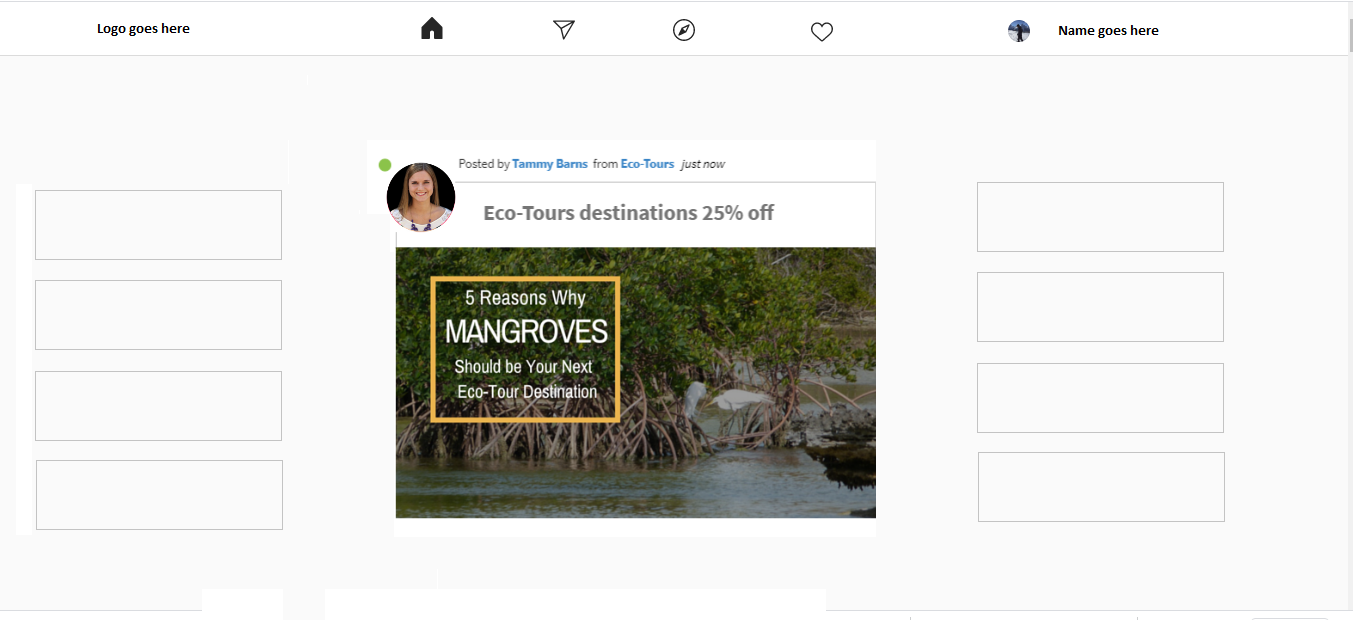 Logo goes here
Name goes here
Posted by Tammy Barns from Eco-Tours just now
Eco-Tours destinations 25% off
5 Reasons Why
MANGROVES
Should be Your Next
Eco-Tour Destination